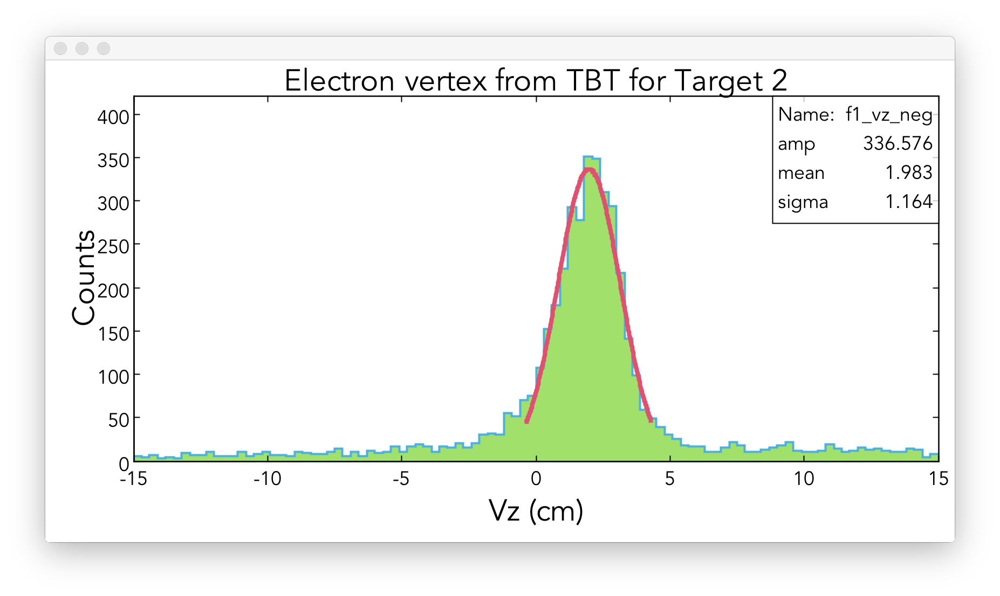 Electron vertex from TBT for Target 2
Name: f1_vz_neg
amp 336.576
mean 1.983
sigma 1.164
Counts
400
350
300
250
200
150
100
50
0
-15 -10 -5 0 5 10 15
Vz (cm)